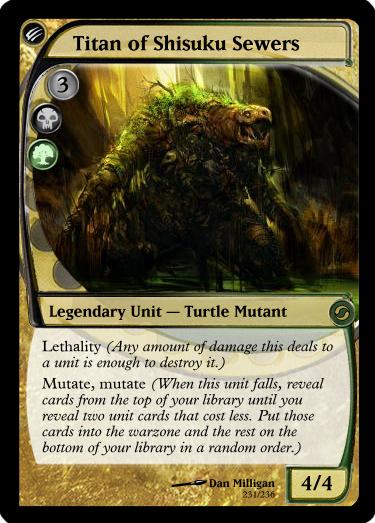 Titan of Shisuku Sewers
3
Legendary Unit — Turtle Mutant
Lethality (Any amount of damage this deals to
a unit is enough to destroy it.)
Mutate, mutate (When this unit falls, reveal
cards from the top of your library until you
reveal two unit cards that cost less. Put those
cards into the warzone and the rest on the
bottom of your library in a random order.)
Dan Milligan
231/236
4/4